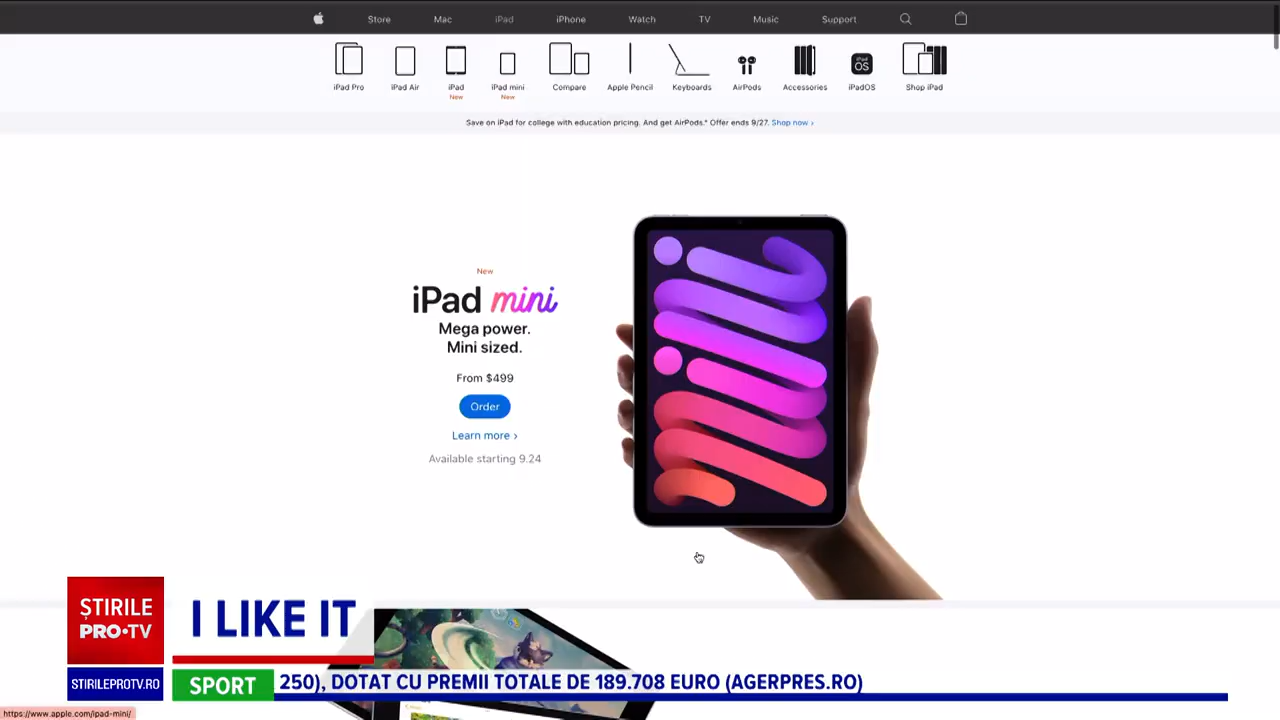 Store Mac iPad iPhone Watch TV Music Support
iPad Pro iPad Air iPad iPad mini Compare Apple Pencil Keyboards AirPods Accessories iPadOS Shop iPad
New New
iPad OS
Save on iPad for college with education pricing. And get AirPods.* Offer ends 9/27. Shop now ›
New
iPad mini
Mega power.
Mini sized.
From $499
Order
Learn more ›
Available starting 9.24
ȘTIRILE
PRO•TV
I LIKE IT
STIRILEPROTV.RO
SPORT
250), DOTAT CU PREMII TOTALE DE 189.708 EURO (AGERPRES.RO)
https://www.apple.com/ipad-mini/